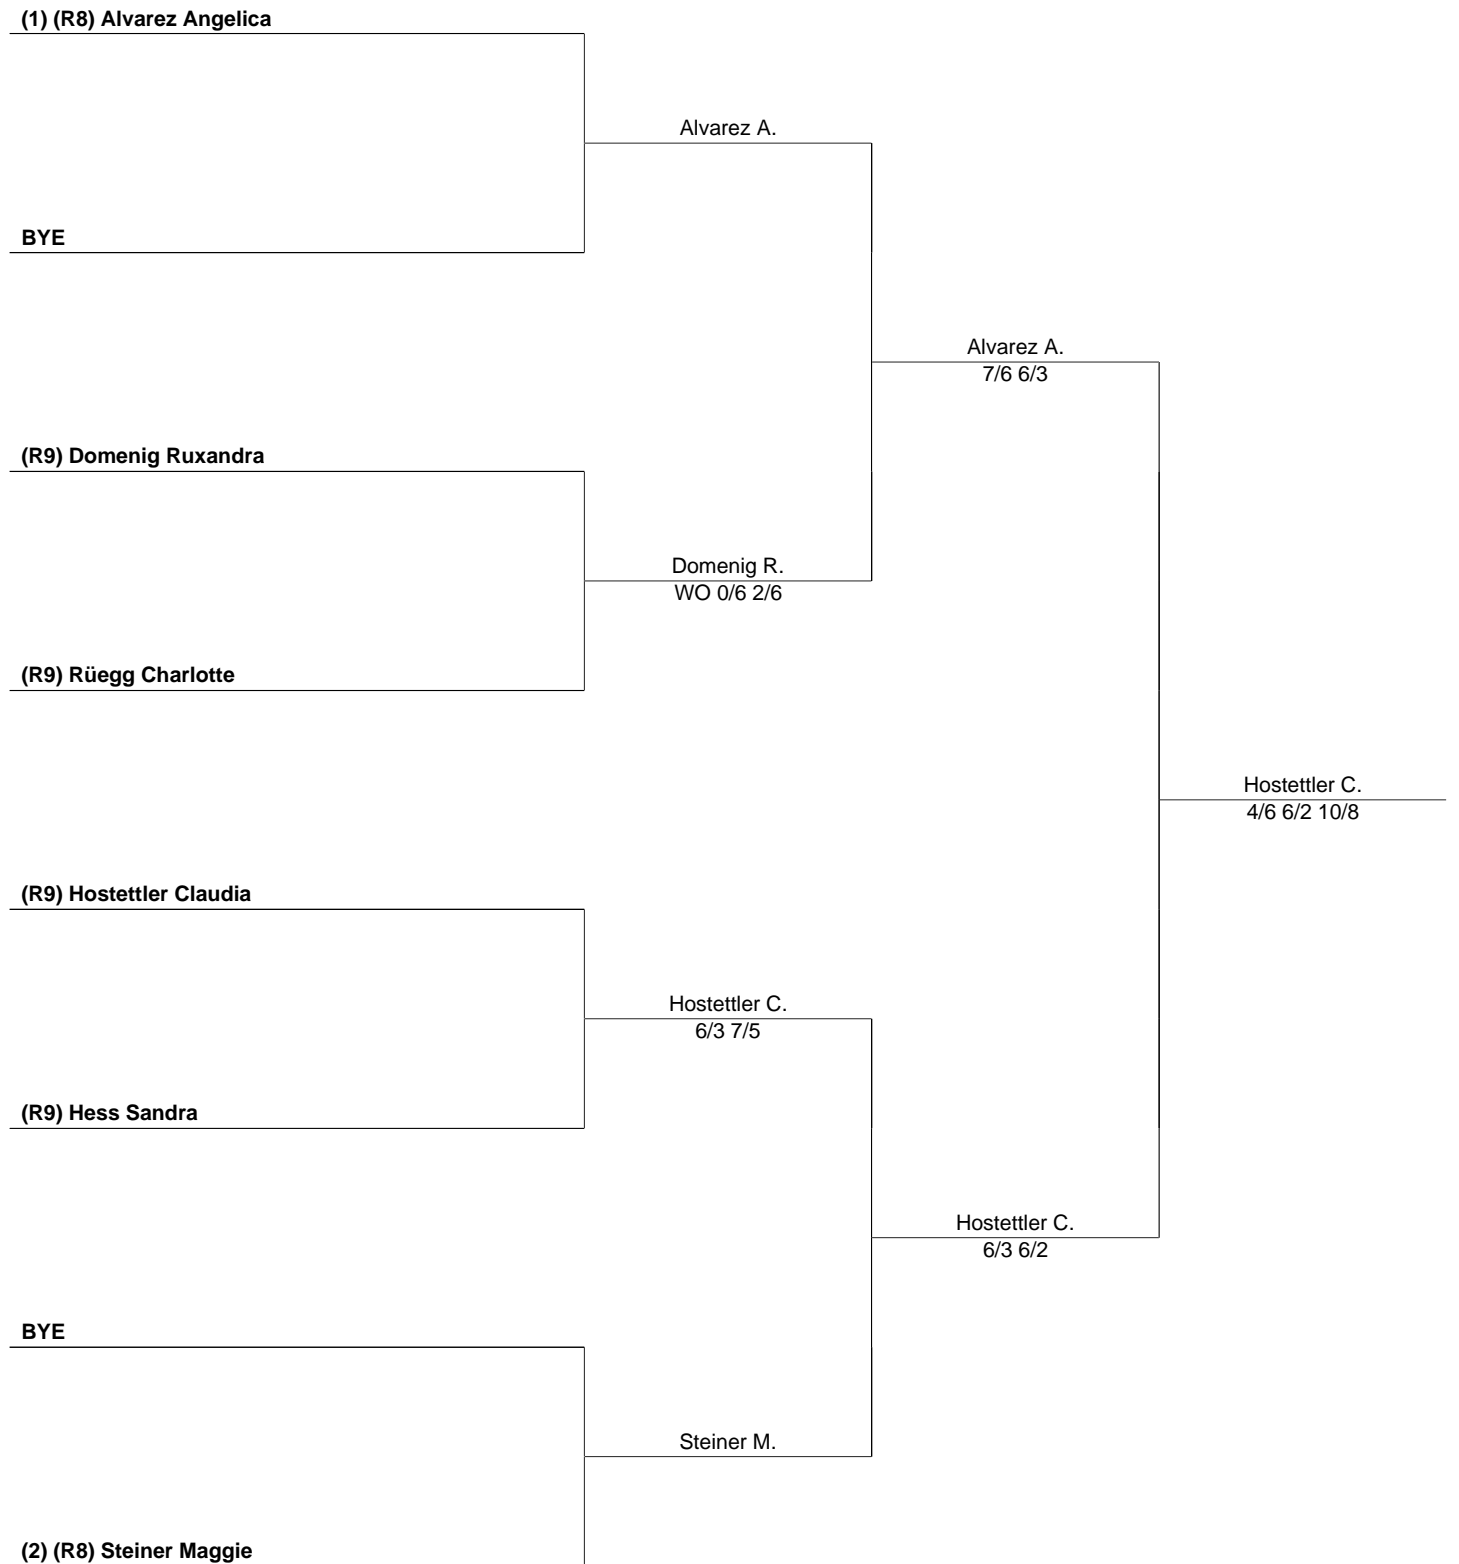 (1) (R8) Alvarez Angelica
Alvarez A.
BYE
Alvarez A.
7/6 6/3
(R9) Domenig Ruxandra
Domenig R.
WO 0/6 2/6
(R9) Rüegg Charlotte
Hostettler C.
4/6 6/2 10/8
(R9) Hostettler Claudia
Hostettler C.
6/3 7/5
(R9) Hess Sandra
Hostettler C.
6/3 6/2
BYE
Steiner M.
(2) (R8) Steiner Maggie